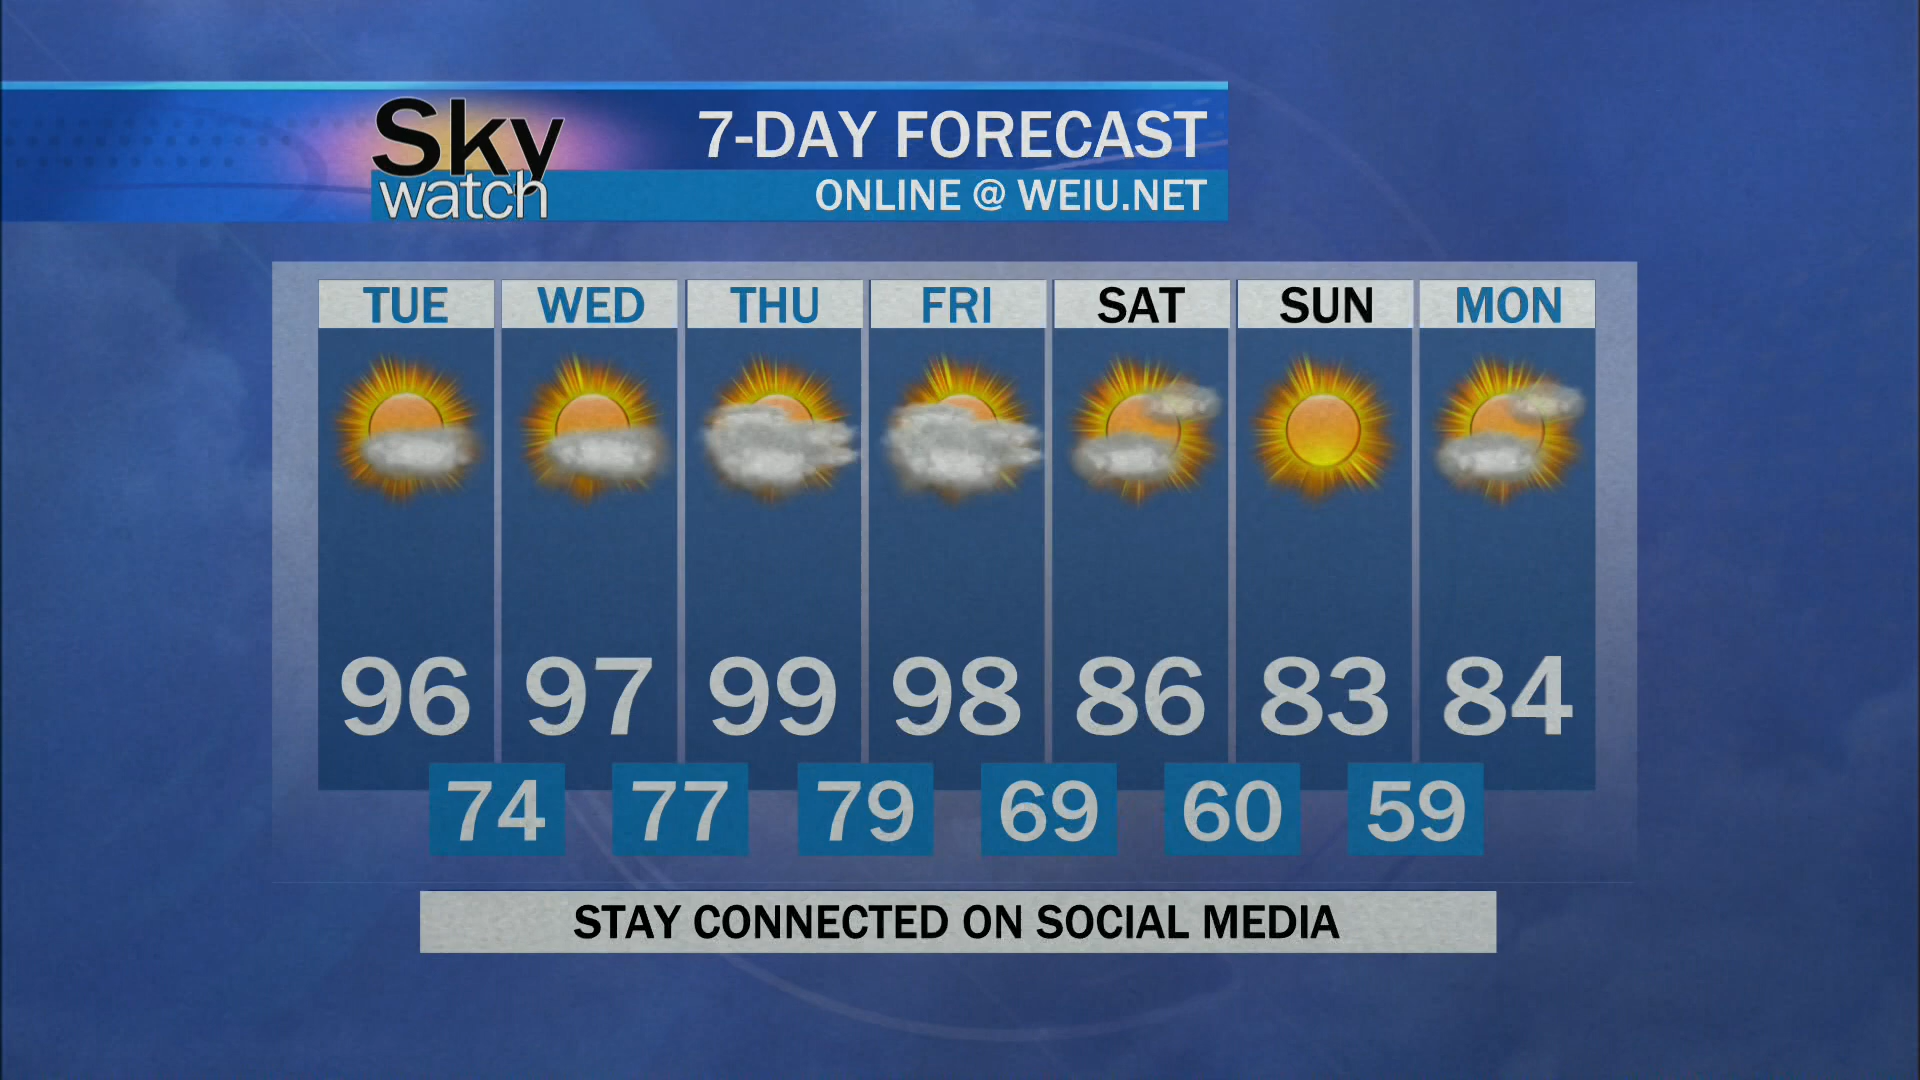 Sky
watch
7-DAY FORECAST
ONLINE @ WEIU.NET
TUE WED THU FRI SAT SUN MON
96 97 99 98 86 83 84
74 77 79 69 60 59
STAY CONNECTED ON SOCIAL MEDIA